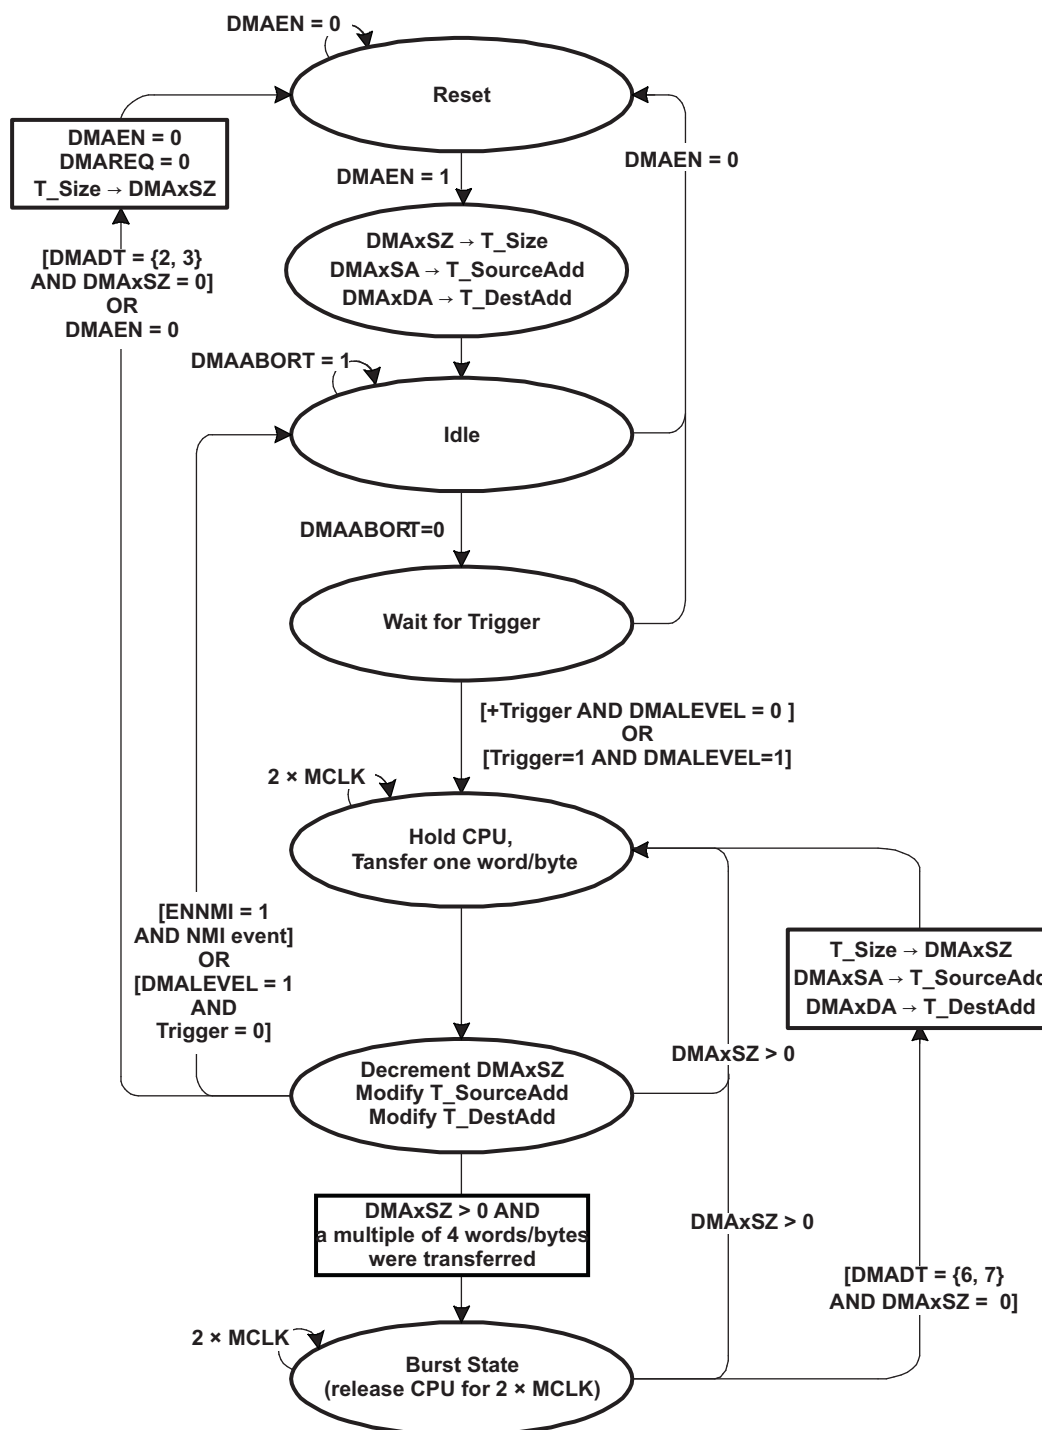 DMAEN = 0
Reset
DMAEN = 0
DMAREQ = 0
T_Size → DMAxSZ
DMAEN = 0
DMAEN = 1
DMAxSZ → T_Size
DMAxSA → T_SourceAdd
DMAxDA → T_DestAdd
[DMADT = {2, 3}
AND DMAxSZ = 0]
OR
DMAEN = 0
DMAABORT = 1
Idle
DMAABORT=0
Wait for Trigger
[+Trigger AND DMALEVEL = 0 ]
OR
[Trigger=1 AND DMALEVEL=1]
2 × MCLK
Hold CPU,
Tansfer one word/byte
[ENNMI = 1
AND NMI event]
OR
[DMALEVEL = 1
AND
Trigger = 0]
T_Size → DMAxSZ
DMAxSA → T_SourceAdd
DMAxDA → T_DestAdd
DMAxSZ > 0
Decrement DMAxSZ
Modify T_SourceAdd
Modify T_DestAdd
DMAxSZ > 0 AND
a multiple of 4 words/bytes
were transferred
DMAxSZ > 0
[DMADT = {6, 7}
AND DMAxSZ = 0]
2 × MCLK
Burst State
(release CPU for 2 × MCLK)